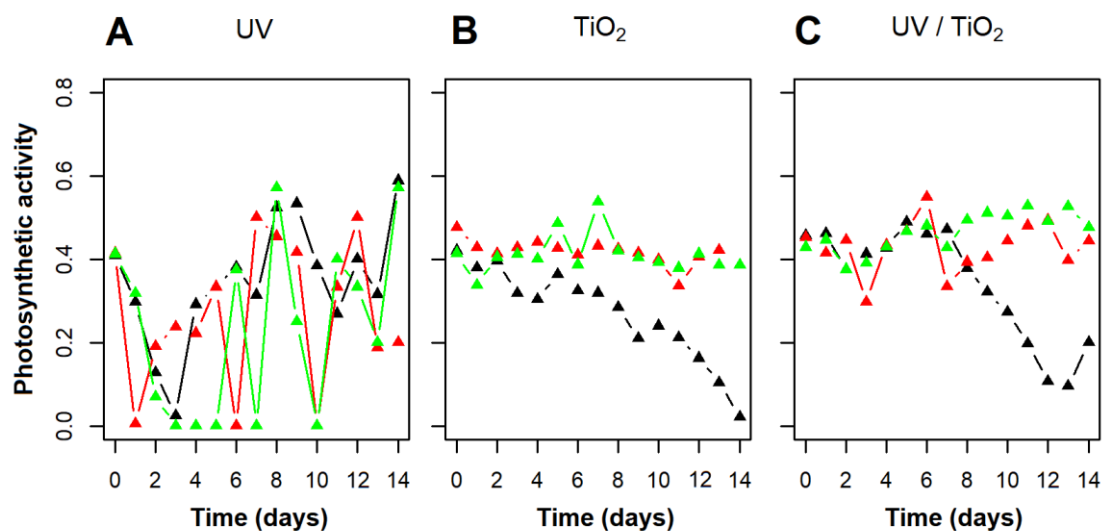 A UV
B TiO₂
C UV / TiO₂
Photosynthetic activity
0.8
0.6
0.4
0.2
0.0
0 2 4 6 8 10 12 14
0 2 4 6 8 10 12 14
0 2 4 6 8 10 12 14
Time (days)
Time (days)
Time (days)